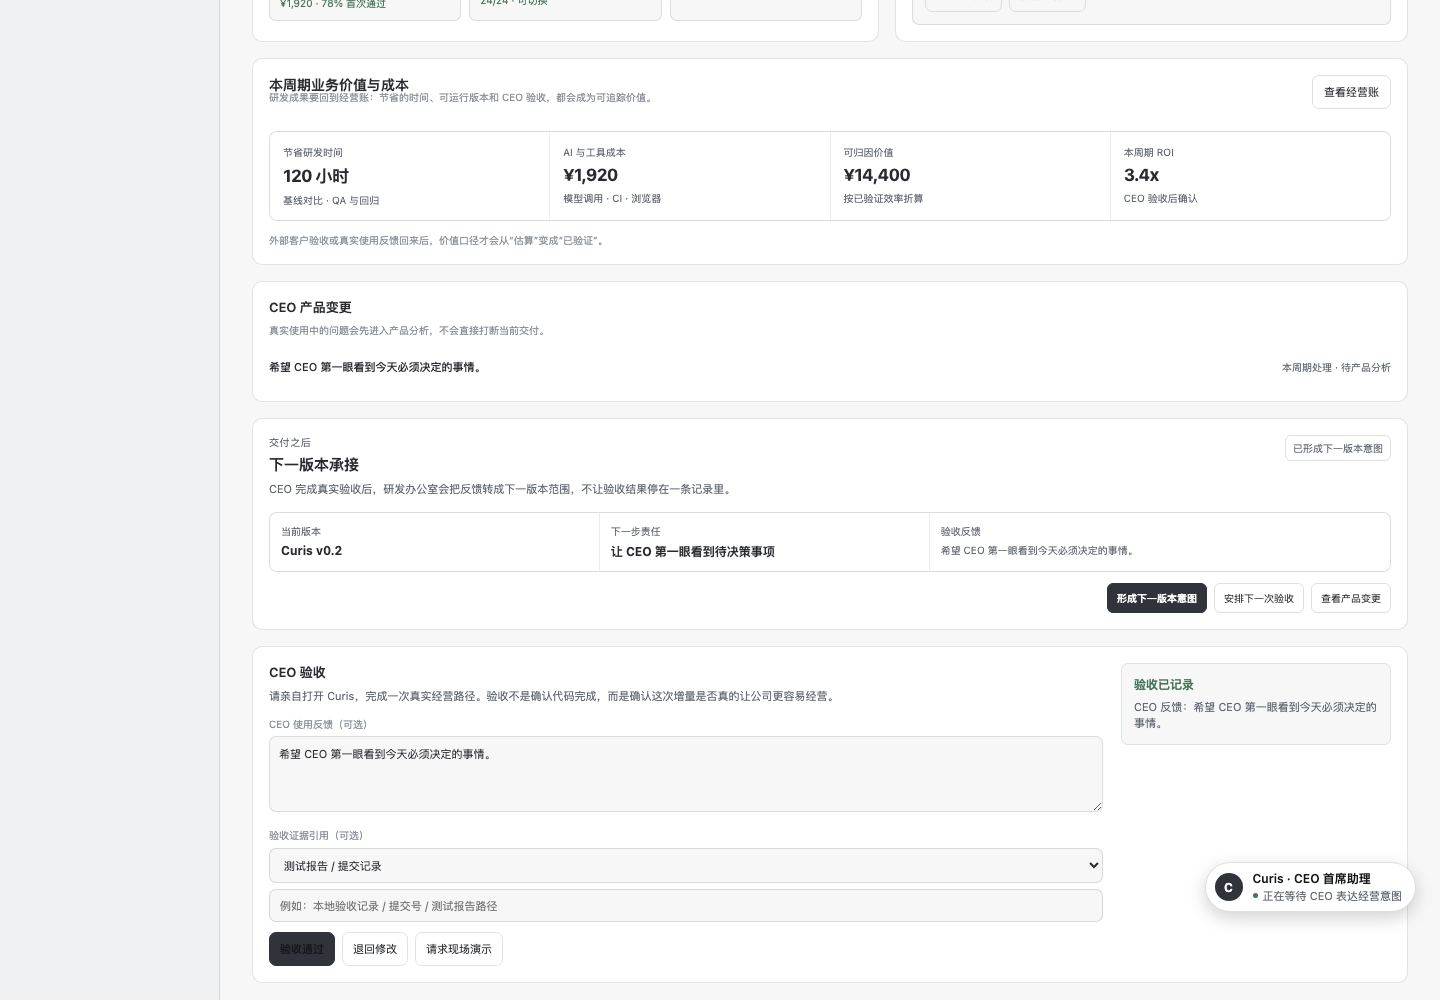 ¥1,920 · 78% 首次通过
24/24 · 可切换
本周期业务价值与成本
研发成果要回到经营账：节省的时间、可运行版本和 CEO 验收，都会成为可追踪价值。
查看经营账
节省研发时间
120 小时
基线对比 · QA 与回归
AI 与工具成本
¥1,920
模型调用 · CI · 浏览器
可归因价值
¥14,400
按已验证效率折算
本周期 ROI
3.4x
CEO 验收后确认
外部客户验收或真实使用反馈回来后，价值口径才会从“估算”变成“已验证”。
CEO 产品变更
真实使用中的问题会先进入产品分析，不会直接打断当前交付。
希望 CEO 第一眼看到今天必须决定的事情。
本周期处理 · 待产品分析
交付之后
下一版本承接
已形成下一版本意图
CEO 完成真实验收后，研发办公室会把反馈转成下一版本范围，不让验收结果停在一条记录里。
当前版本
Curis v0.2
下一步责任
让 CEO 第一眼看到待决策事项
验收反馈
希望 CEO 第一眼看到今天必须决定的事情。
形成下一版本意图
安排下一次验收
查看产品变更
CEO 验收
请亲自打开 Curis，完成一次真实经营路径。验收不是确认代码完成，而是确认这次增量是否真的让公司更容易经营。
CEO 使用反馈（可选）
希望 CEO 第一眼看到今天必须决定的事情。
验收证据引用（可选）
测试报告 / 提交记录
例如：本地验收记录 / 提交号 / 测试报告路径
验收通过
退回修改
请求现场演示
验收已记录
CEO 反馈：希望 CEO 第一眼看到今天必须决定的
事情。
C
Curis · CEO 首席助理
正在等待 CEO 表达经营意图